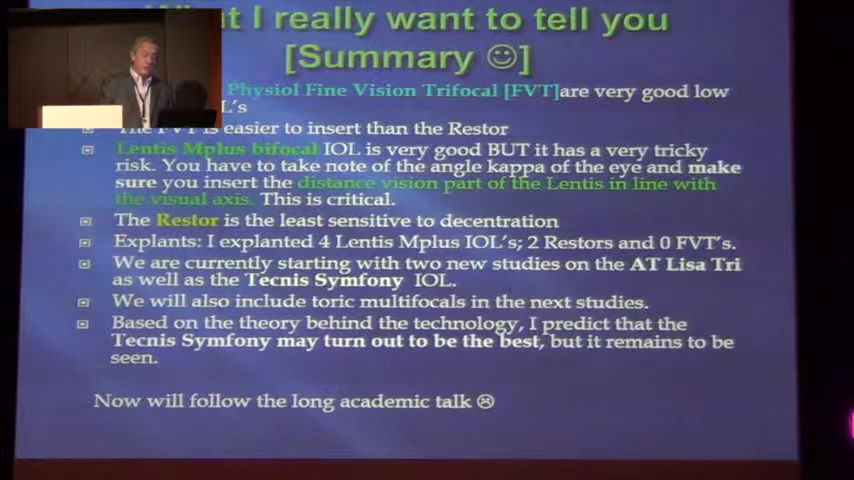 t I really want to tell you
[Summary ☺]
Physiol Fine Vision Trifocal [FVT]are very good low
L's
The FVT is easier to insert than the Restor
Lentis Mplus bifocal IOL is very good BUT it has a very tricky
risk. You have to take note of the angle kappa of the eye and make
sure you insert the distance vision part of the Lentis in line with
the visual axis. This is critical.
The Restor is the least sensitive to decentration
Explants: I explanted 4 Lentis Mplus IOL's; 2 Restors and 0 FVT's.
We are currently starting with two new studies on the AT Lisa Tri
as well as the Tecnis Symfony IOL.
We will also include toric multifocals in the next studies.
Based on the theory behind the technology, I predict that the
Tecnis Symfony may turn out to be the best, but it remains to be
seen.
Now will follow the long academic talk ☹